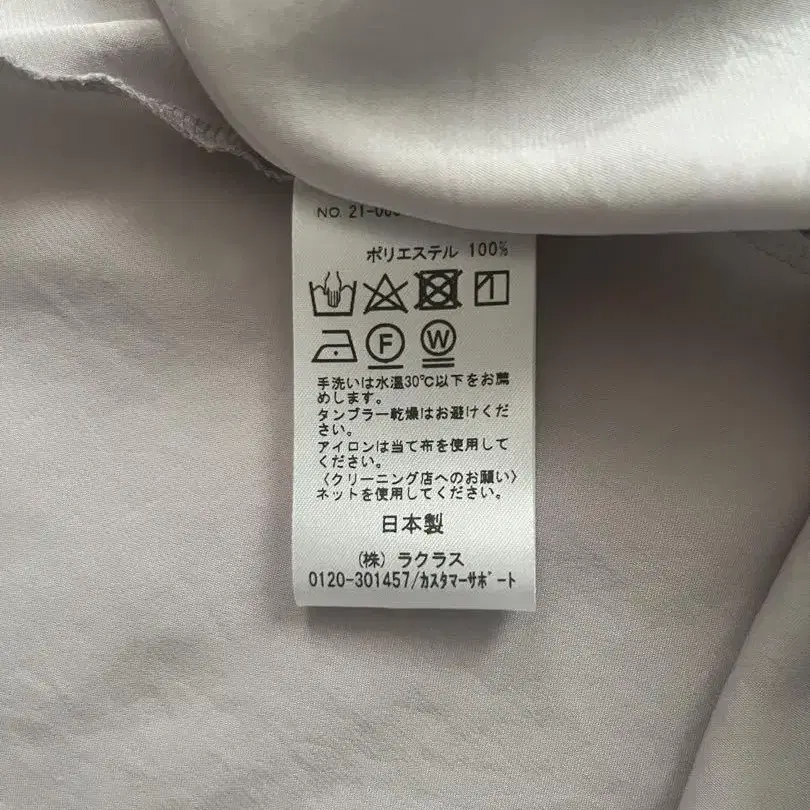 NO. 21-
ポリエステル 100%
F W
手洗いは水温30℃以下をお薦
めします。
タンブラー乾燥はお避けくだ
さい。
アイロンは当て布を使用して
ください。
〈クリーニング店へのお願い〉
ネットを使用してください。
日本製
(株) ラクラス
0120-301457/カスタマーサポート